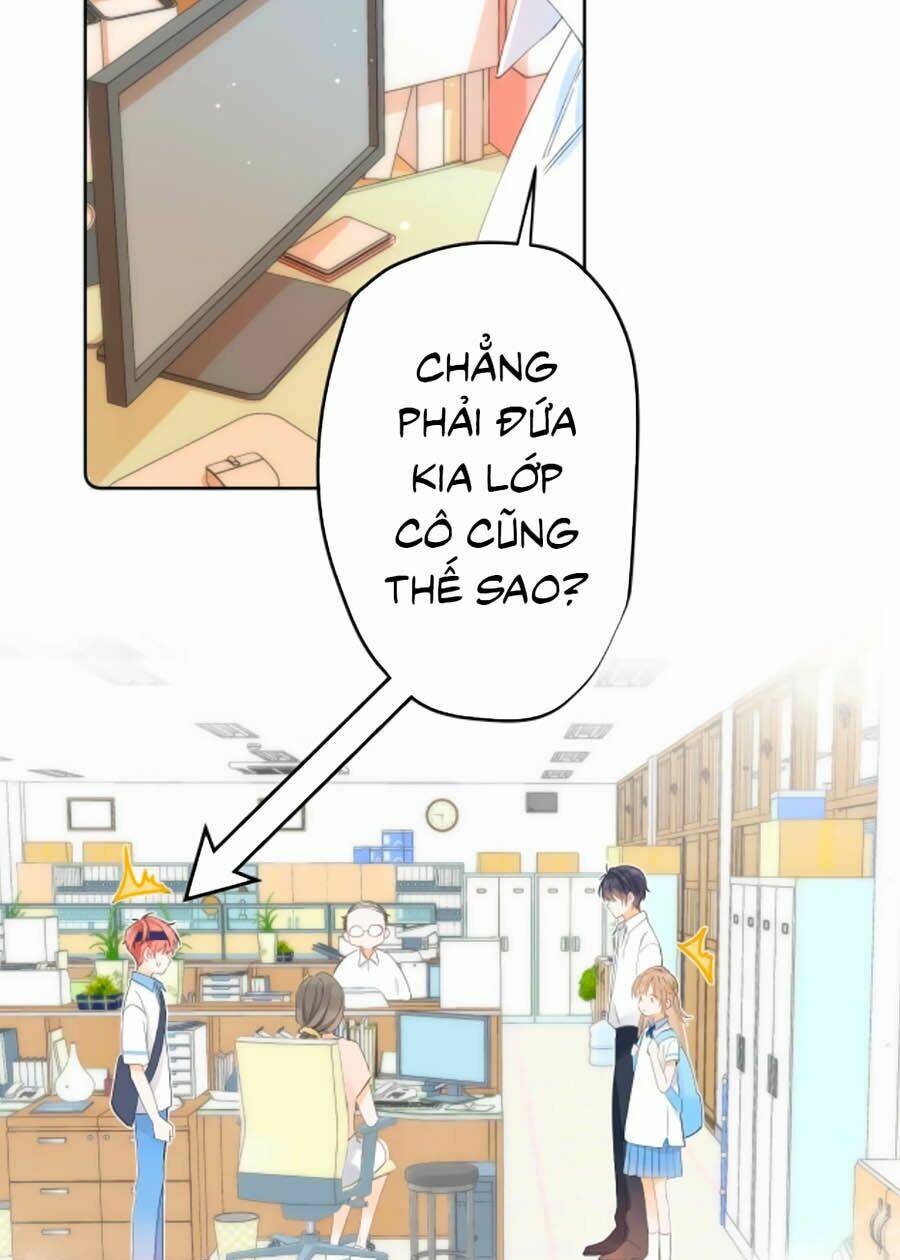 CHẲNG
PHẢI ĐỨA
KIA LỚP
CÔ CŨNG
THẾ SAO?